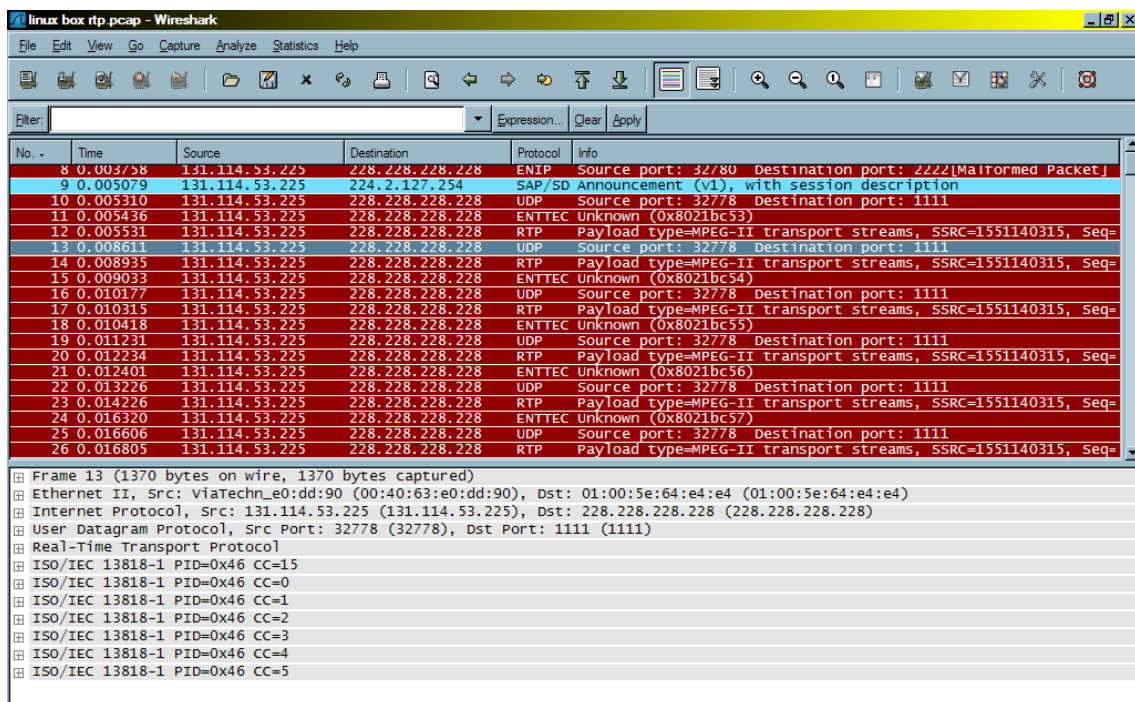 linux box rtp.pcap - Wireshark
File Edit View Go Capture Analyze Statistics Help
Filter: Expression... Clear Apply
No. Time Source Destination Protocol Info
8 0.003758 131.114.53.225 228.228.228.228 ENIP Source port: 32780 Destination port: 2222[Malformed Packet]
9 0.005079 131.114.53.225 224.2.127.254 SAP/SD Announcement (v1), with session description
10 0.005310 131.114.53.225 228.228.228.228 UDP Source port: 32778 Destination port: 1111
11 0.005436 131.114.53.225 228.228.228.228 ENTTEC Unknown (0x8021bc53)
12 0.005531 131.114.53.225 228.228.228.228 RTP Payload type=MPEG-II transport streams, SSRC=1551140315, Seq=
13 0.008611 131.114.53.225 228.228.228.228 UDP Source port: 32778 Destination port: 1111
14 0.008935 131.114.53.225 228.228.228.228 RTP Payload type=MPEG-II transport streams, SSRC=1551140315, Seq=
15 0.009033 131.114.53.225 228.228.228.228 ENTTEC Unknown (0x8021bc54)
16 0.010177 131.114.53.225 228.228.228.228 UDP Source port: 32778 Destination port: 1111
17 0.010315 131.114.53.225 228.228.228.228 RTP Payload type=MPEG-II transport streams, SSRC=1551140315, Seq=
18 0.010418 131.114.53.225 228.228.228.228 ENTTEC Unknown (0x8021bc55)
19 0.011231 131.114.53.225 228.228.228.228 UDP Source port: 32778 Destination port: 1111
20 0.012234 131.114.53.225 228.228.228.228 RTP Payload type=MPEG-II transport streams, SSRC=1551140315, Seq=
21 0.012401 131.114.53.225 228.228.228.228 ENTTEC Unknown (0x8021bc56)
22 0.013226 131.114.53.225 228.228.228.228 UDP Source port: 32778 Destination port: 1111
23 0.014226 131.114.53.225 228.228.228.228 RTP Payload type=MPEG-II transport streams, SSRC=1551140315, Seq=
24 0.016320 131.114.53.225 228.228.228.228 ENTTEC Unknown (0x8021bc57)
25 0.016606 131.114.53.225 228.228.228.228 UDP Source port: 32778 Destination port: 1111
26 0.016805 131.114.53.225 228.228.228.228 RTP Payload type=MPEG-II transport streams, SSRC=1551140315, Seq=
Frame 13 (1370 bytes on wire, 1370 bytes captured)
Ethernet II, Src: ViaTechn_e0:dd:90 (00:40:63:e0:dd:90), Dst: 01:00:5e:64:e4:e4 (01:00:5e:64:e4:e4)
Internet Protocol, Src: 131.114.53.225 (131.114.53.225), Dst: 228.228.228.228 (228.228.228.228)
User Datagram Protocol, Src Port: 32778 (32778), Dst Port: 1111 (1111)
Real-Time Transport Protocol
ISO/IEC 13818-1 PID=0x46 CC=15
ISO/IEC 13818-1 PID=0x46 CC=0
ISO/IEC 13818-1 PID=0x46 CC=1
ISO/IEC 13818-1 PID=0x46 CC=2
ISO/IEC 13818-1 PID=0x46 CC=3
ISO/IEC 13818-1 PID=0x46 CC=4
ISO/IEC 13818-1 PID=0x46 CC=5